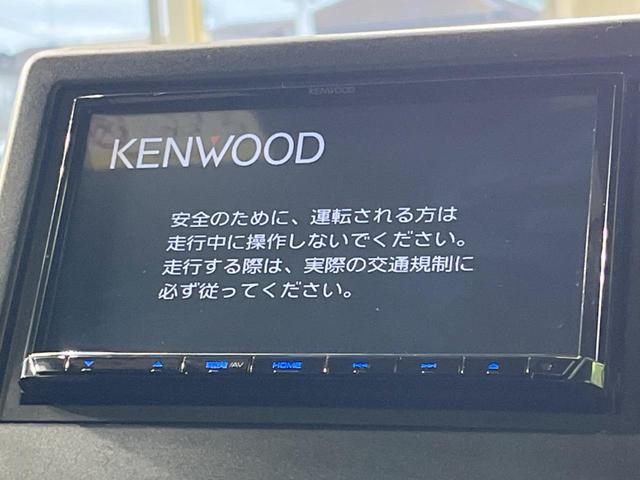 KENWOOD
KENWOOD
安全のために、運転される方は
走行中に操作しないでください。
走行する際は、実際の交通規制に
必ず従ってください。
/AV
HOME